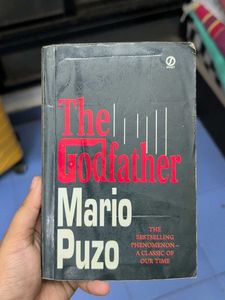 The
Godfather
Mario
Puzo
THE
BESTSELLING
PHENOMENON–
A CLASSIC OF
OUR TIME